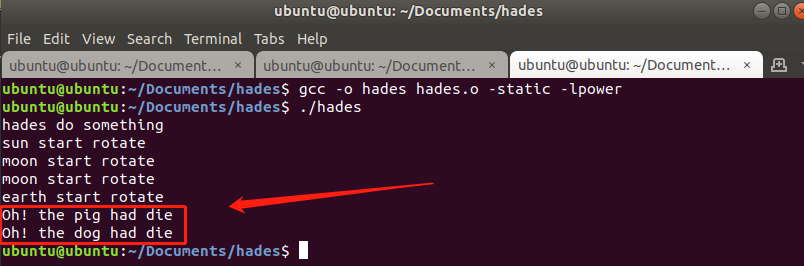 ubuntu@ubuntu: ~/Documents/hades
File Edit View Search Terminal Tabs Help
ubuntu@ubuntu: ~/Document… × ubuntu@ubuntu: ~/Document… × ubuntu@ubuntu: ~/Document… ×
ubuntu@ubuntu:~/Documents/hades$ gcc -o hades hades.o -static -lpower
ubuntu@ubuntu:~/Documents/hades$ ./hades
hades do something
sun start rotate
moon start rotate
moon start rotate
earth start rotate
Oh! the pig had die
Oh! the dog had die
ubuntu@ubuntu:~/Documents/hades$